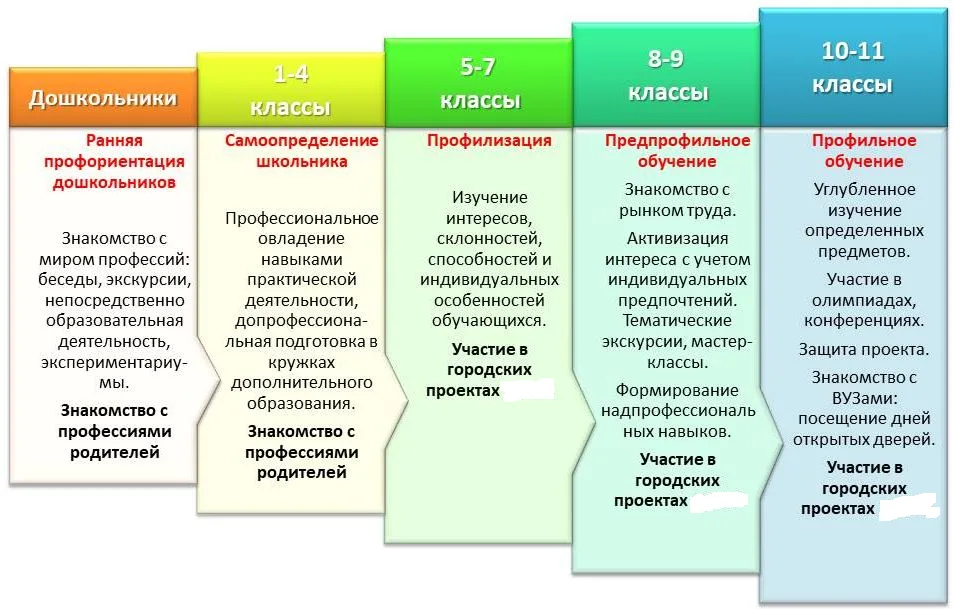 Дошкольники
Ранняя
профориентация
дошкольников
Знакомство с
миром профессий:
беседы, экскурсии,
непосредственно
образовательная
деятельность,
экспериментариу-
мы.
Знакомство с
профессиями
родителей
1-4
классы
Самоопределение
школьника
Профессиональное
овладение
навыками
практической
деятельности,
допрофессиона-
льная подготовка в
кружках
дополнительного
образования.
Знакомство с
профессиями
родителей
5-7
классы
Профилизация
Изучение
интересов,
склонностей,
способностей и
индивидуальных
особенностей
обучающихся.
Участие в
городских
проектах
8-9
классы
Предпрофильное
обучение
Знакомство с
рынком труда.
Активизация
интереса с учетом
индивидуальных
предпочтений.
Тематические
экскурсии, мастер-
классы.
Формирование
надпрофессиональ
ных навыков.
Участие в
городских
проектах
10-11
классы
Профильное
обучение
Углубленное
изучение
определенных
предметов.
Участие в
олимпиадах,
конференциях.
Защита проекта.
Знакомство с
ВУЗами:
посещение дней
открытых дверей.
Участие в
городских
проектах